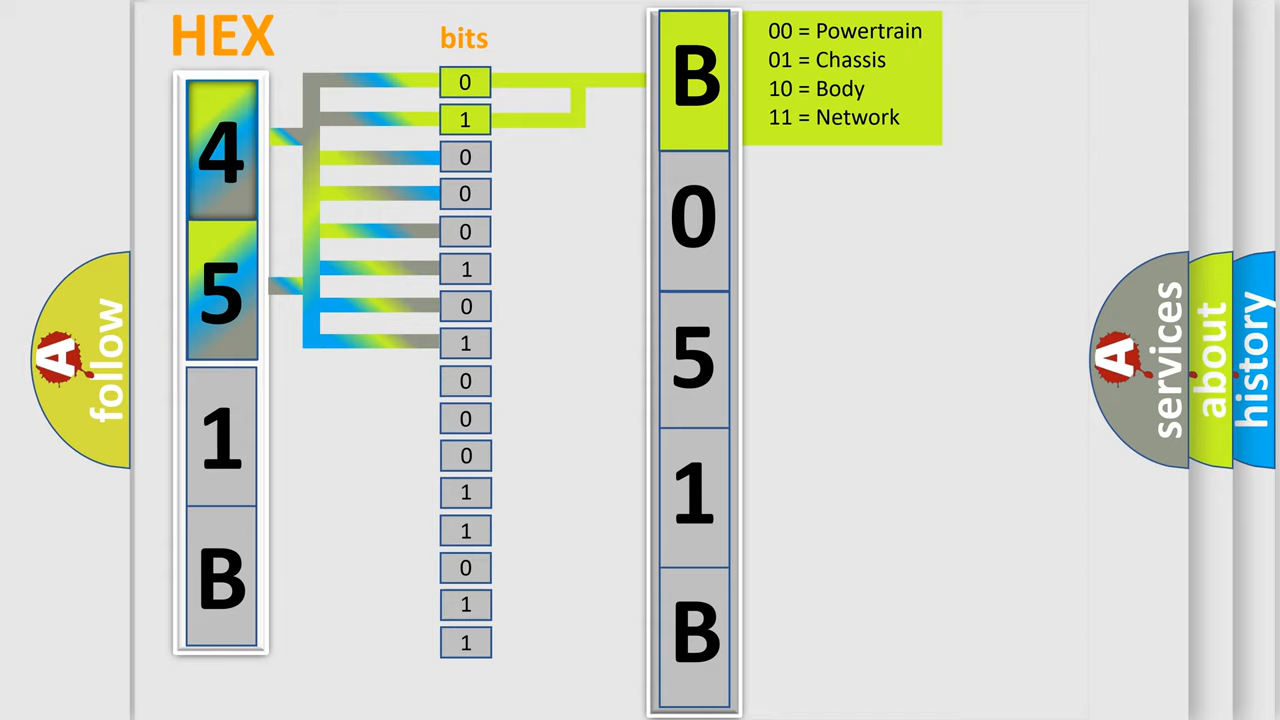 HEX
bits
4
5
1
B
0
1
0
0
0
1
0
1
0
0
0
1
1
0
1
1
B
0
5
1
B
00 = Powertrain
01 = Chassis
10 = Body
11 = Network
A follow
A services
about
history